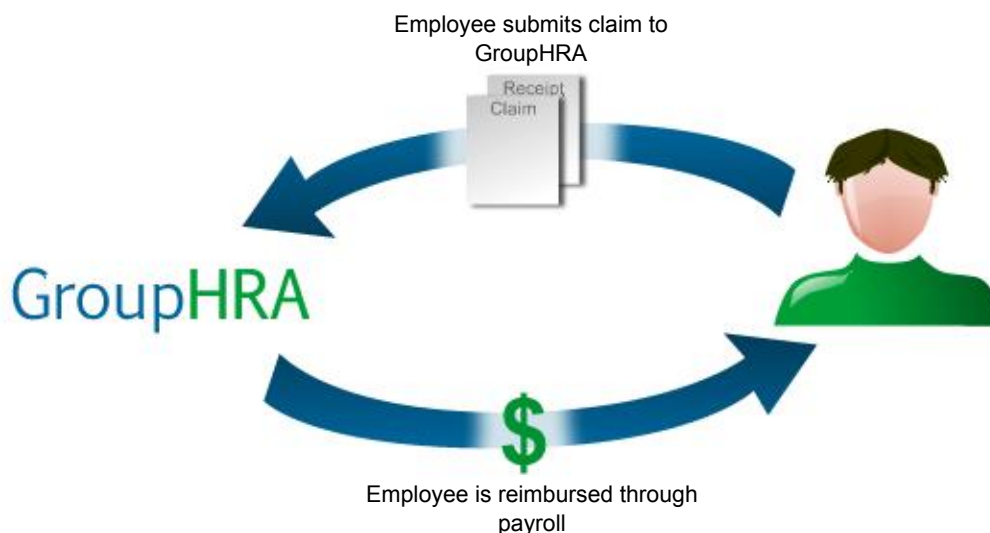 Employee submits claim to
GroupHRA
Receipt
Claim
GroupHRA
$
Employee is reimbursed through
payroll